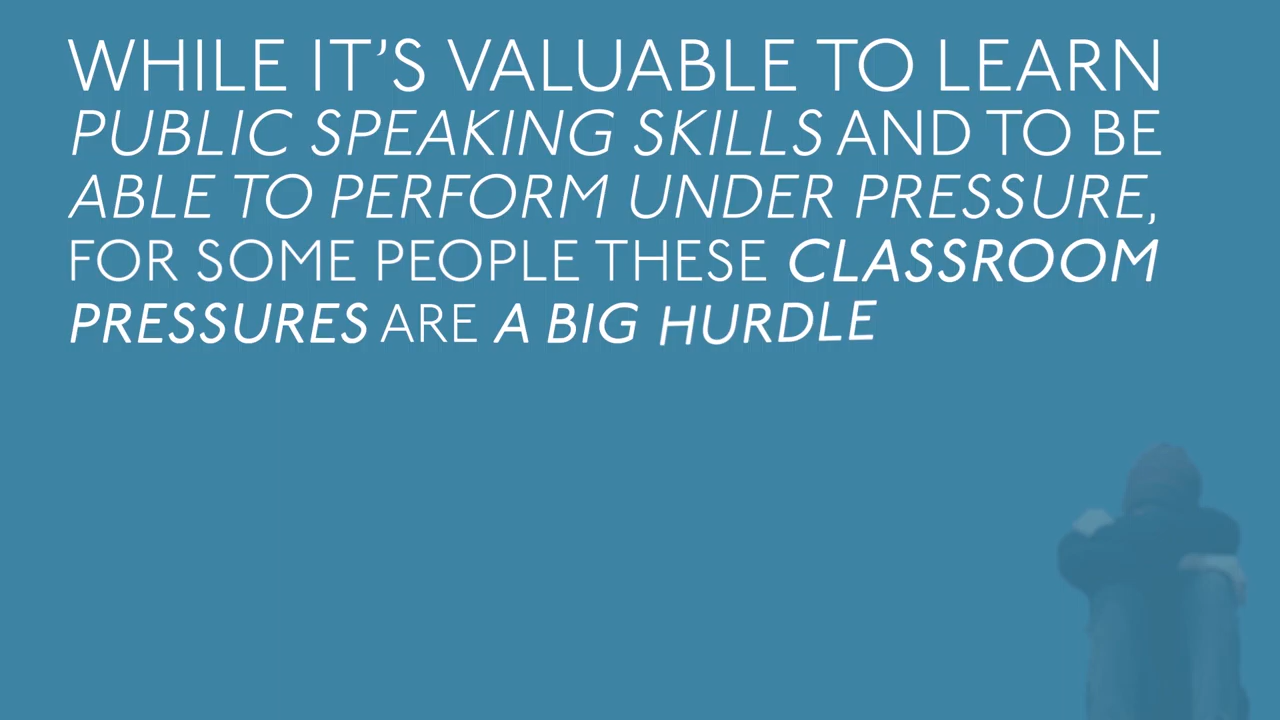 WHILE IT’S VALUABLE TO LEARN
PUBLIC SPEAKING SKILLS AND TO BE
ABLE TO PERFORM UNDER PRESSURE,
FOR SOME PEOPLE THESE CLASSROOM
PRESSURES ARE A BIG HURDLE